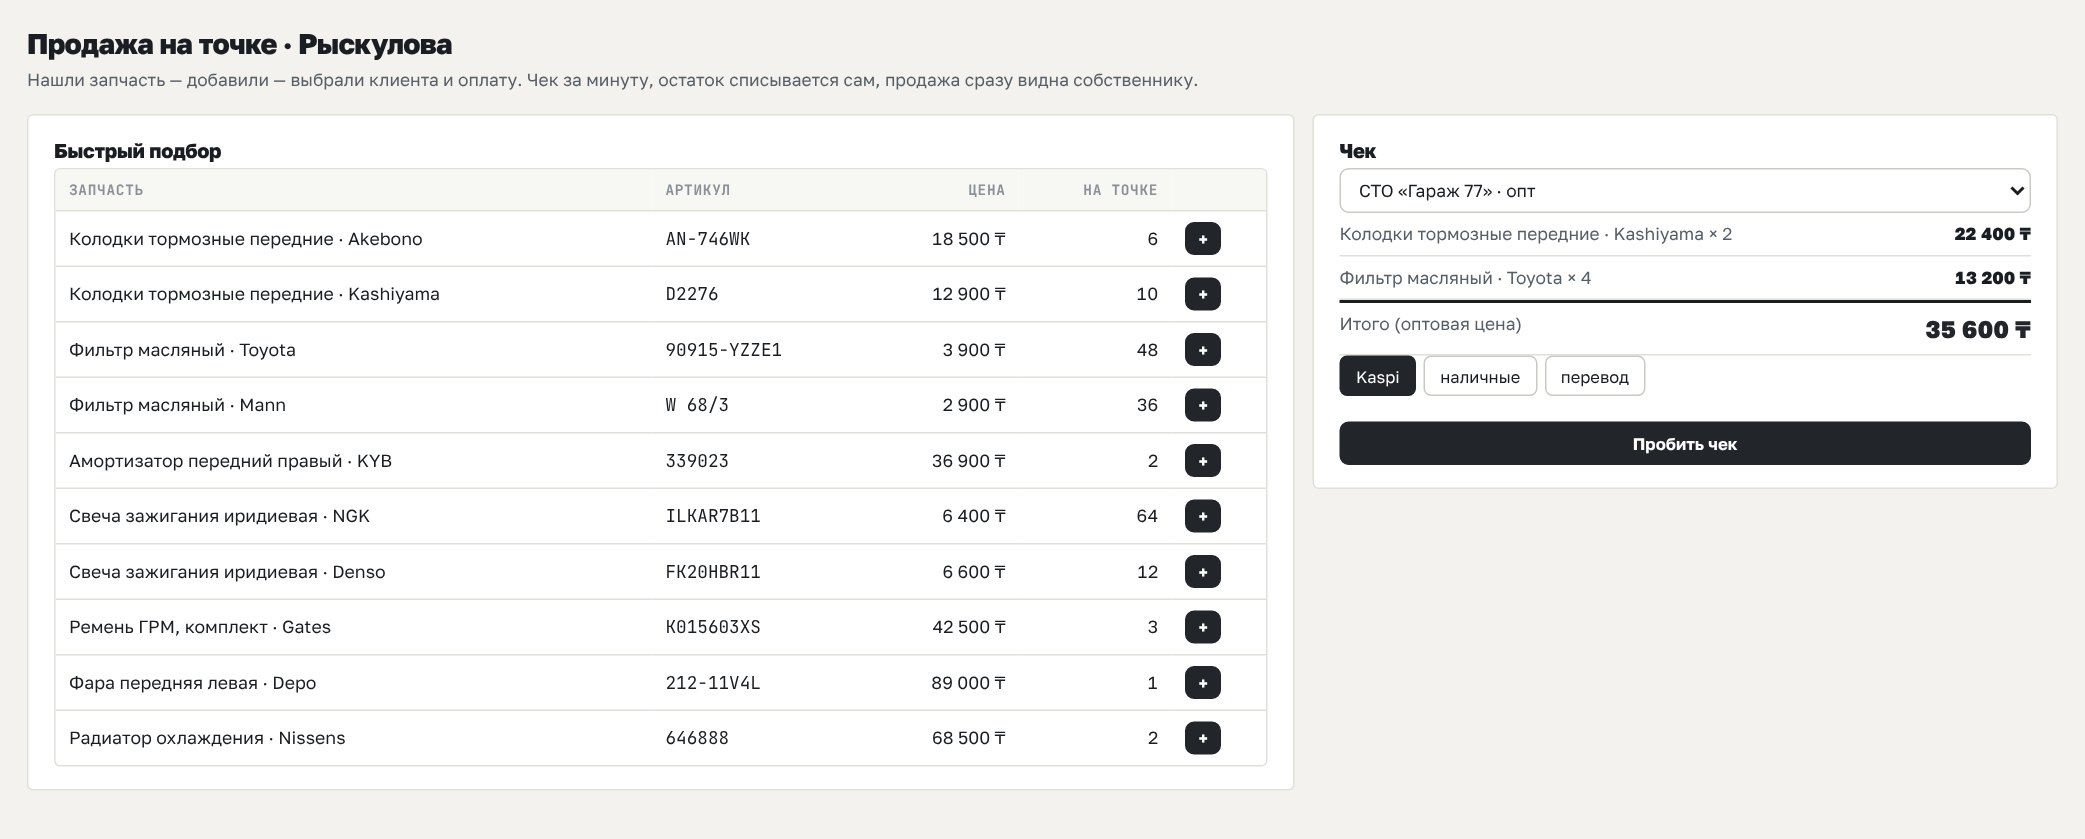 Продажа на точке · Рыскулова
Нашли запчасть — добавили — выбрали клиента и оплату. Чек за минуту, остаток списывается сам, продажа сразу видна собственнику.
Быстрый подбор
ЗАПЧАСТЬ АРТИКУЛ ЦЕНА НА ТОЧКЕ
Колодки тормозные передние · Akebono AN-746WK 18 500 ₸ 6 +
Колодки тормозные передние · Kashiyama D2276 12 900 ₸ 10 +
Фильтр масляный · Toyota 90915-YZZE1 3 900 ₸ 48 +
Фильтр масляный · Mann W 68/3 2 900 ₸ 36 +
Амортизатор передний правый · KYB 339023 36 900 ₸ 2 +
Свеча зажигания иридиевая · NGK ILKAR7B11 6 400 ₸ 64 +
Свеча зажигания иридиевая · Denso FK20HBR11 6 600 ₸ 12 +
Ремень ГРМ, комплект · Gates K015603XS 42 500 ₸ 3 +
Фара передняя левая · Depo 212-11V4L 89 000 ₸ 1 +
Радиатор охлаждения · Nissens 646888 68 500 ₸ 2 +
Чек
СТО «Гараж 77» · опт
Колодки тормозные передние · Kashiyama × 2 22 400 ₸
Фильтр масляный · Toyota × 4 13 200 ₸
Итого (оптовая цена) 35 600 ₸
Kaspi наличные перевод
Пробить чек